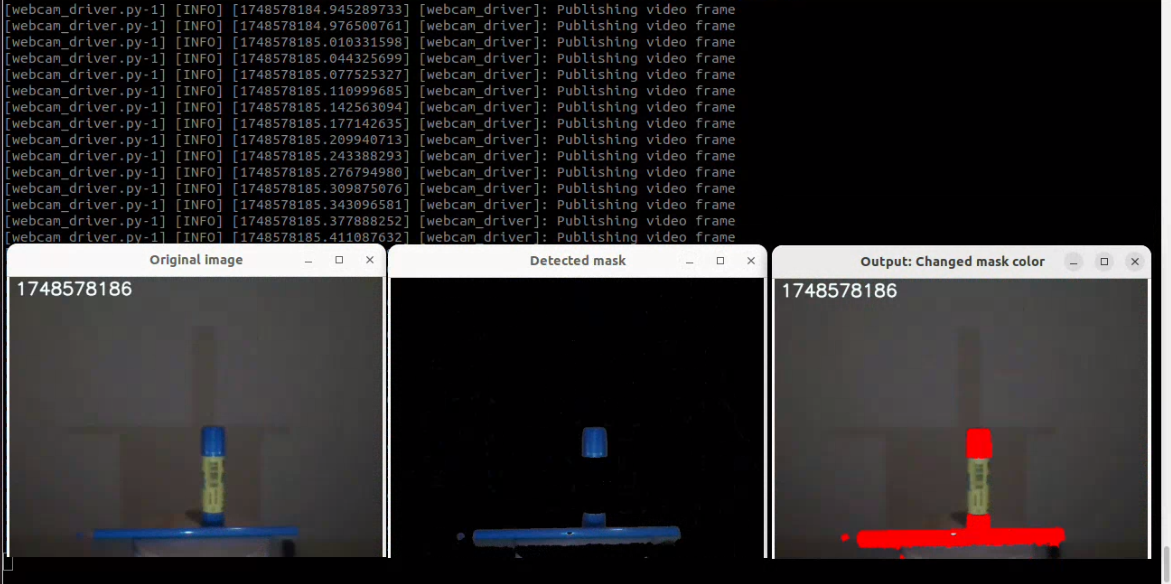 [webcam_driver.py-1] [INFO] [1748578184.945289733] [webcam_driver]: Publishing video frame
[webcam_driver.py-1] [INFO] [1748578184.976500761] [webcam_driver]: Publishing video frame
[webcam_driver.py-1] [INFO] [1748578185.010331598] [webcam_driver]: Publishing video frame
[webcam_driver.py-1] [INFO] [1748578185.044325699] [webcam_driver]: Publishing video frame
[webcam_driver.py-1] [INFO] [1748578185.077525327] [webcam_driver]: Publishing video frame
[webcam_driver.py-1] [INFO] [1748578185.110999685] [webcam_driver]: Publishing video frame
[webcam_driver.py-1] [INFO] [1748578185.142563094] [webcam_driver]: Publishing video frame
[webcam_driver.py-1] [INFO] [1748578185.177142635] [webcam_driver]: Publishing video frame
[webcam_driver.py-1] [INFO] [1748578185.209940713] [webcam_driver]: Publishing video frame
[webcam_driver.py-1] [INFO] [1748578185.243388293] [webcam_driver]: Publishing video frame
[webcam_driver.py-1] [INFO] [1748578185.276794980] [webcam_driver]: Publishing video frame
[webcam_driver.py-1] [INFO] [1748578185.309875076] [webcam_driver]: Publishing video frame
[webcam_driver.py-1] [INFO] [1748578185.343096581] [webcam_driver]: Publishing video frame
[webcam_driver.py-1] [INFO] [1748578185.377888252] [webcam_driver]: Publishing video frame
[webcam_driver.py-1] [INFO] [1748578185.411087632] [webcam_driver]: Publishing video frame
Original image
1748578186
Detected mask
Output: Changed mask color
1748578186